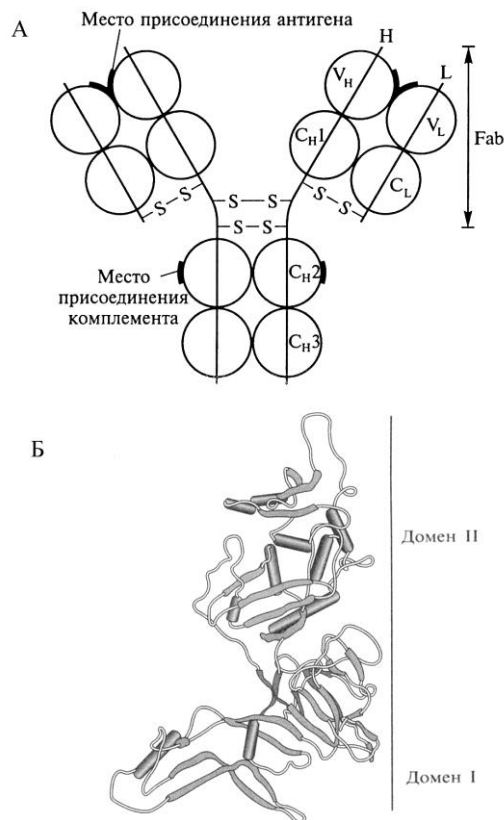 А
Место присоединения антигена
H
L
V_H
V_L
C_H1
C_L
Fab
S
S
S
S
S
S
S
S
Место
присоединения
комплемента
C_H2
C_H3
Б
Домен II
Домен I